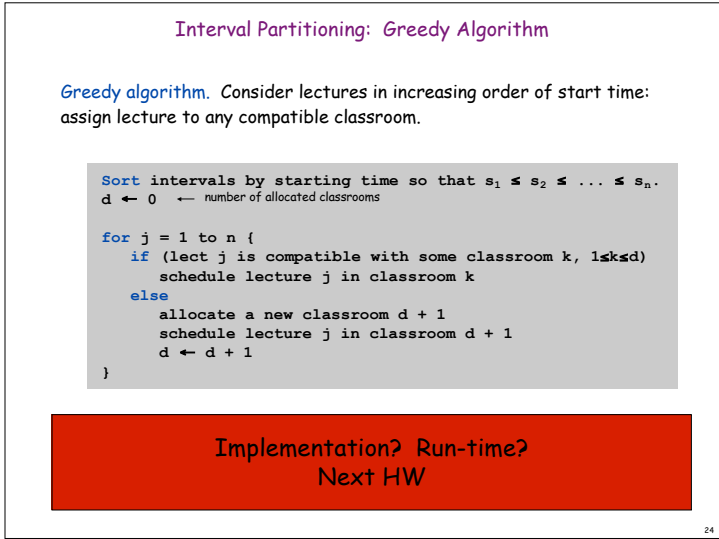 Interval Partitioning: Greedy Algorithm
Greedy algorithm. Consider lectures in increasing order of start time:
assign lecture to any compatible classroom.
Sort intervals by starting time so that s₁ ≤ s₂ ≤ ... ≤ sₙ.
d ← 0 ← number of allocated classrooms
for j = 1 to n {
if (lect j is compatible with some classroom k, 1≤k≤d)
schedule lecture j in classroom k
else
allocate a new classroom d + 1
schedule lecture j in classroom d + 1
d ← d + 1
}
Implementation? Run-time?
Next HW
24